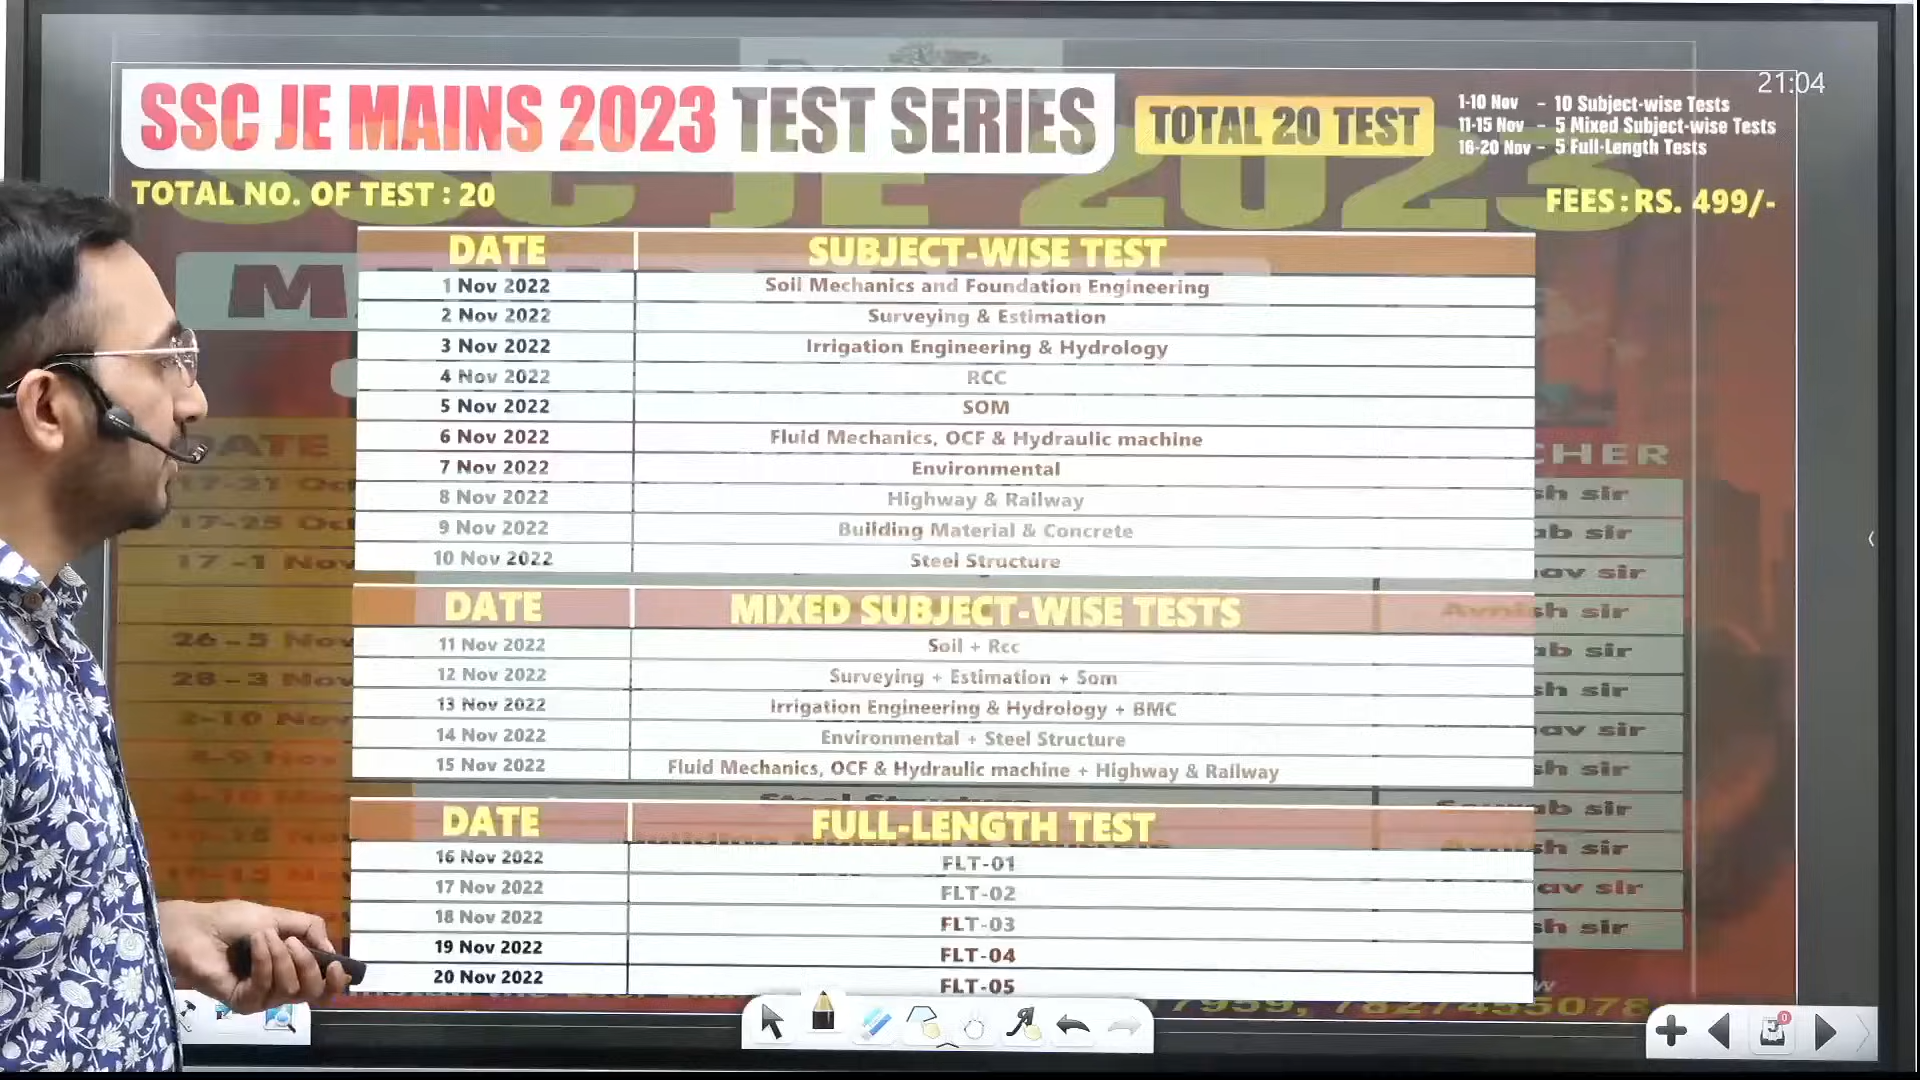 21:04
SSC JE MAINS 2023 TEST SERIES
TOTAL 20 TEST
1-10 Nov - 10 Subject-wise Tests
11-15 Nov - 5 Mixed Subject-wise Tests
16-20 Nov - 5 Full-Length Tests
SSC JE 2023
TOTAL NO. OF TEST : 20
FEES : RS. 499/-
DATE SUBJECT-WISE TEST
1 Nov 2022 Soil Mechanics and Foundation Engineering
2 Nov 2022 Surveying & Estimation
3 Nov 2022 Irrigation Engineering & Hydrology
4 Nov 2022 RCC
5 Nov 2022 SOM
6 Nov 2022 Fluid Mechanics, OCF & Hydraulic machine
7 Nov 2022 Environmental
8 Nov 2022 Highway & Railway
9 Nov 2022 Building Material & Concrete
10 Nov 2022 Steel Structure
DATE MIXED SUBJECT-WISE TESTS
11 Nov 2022 Soil + Rcc
12 Nov 2022 Surveying + Estimation + Som
13 Nov 2022 Irrigation Engineering & Hydrology + BMC
14 Nov 2022 Environmental + Steel Structure
15 Nov 2022 Fluid Mechanics, OCF & Hydraulic machine + Highway & Railway
DATE FULL-LENGTH TEST
16 Nov 2022 FLT-01
17 Nov 2022 FLT-02
18 Nov 2022 FLT-03
19 Nov 2022 FLT-04
20 Nov 2022 FLT-05